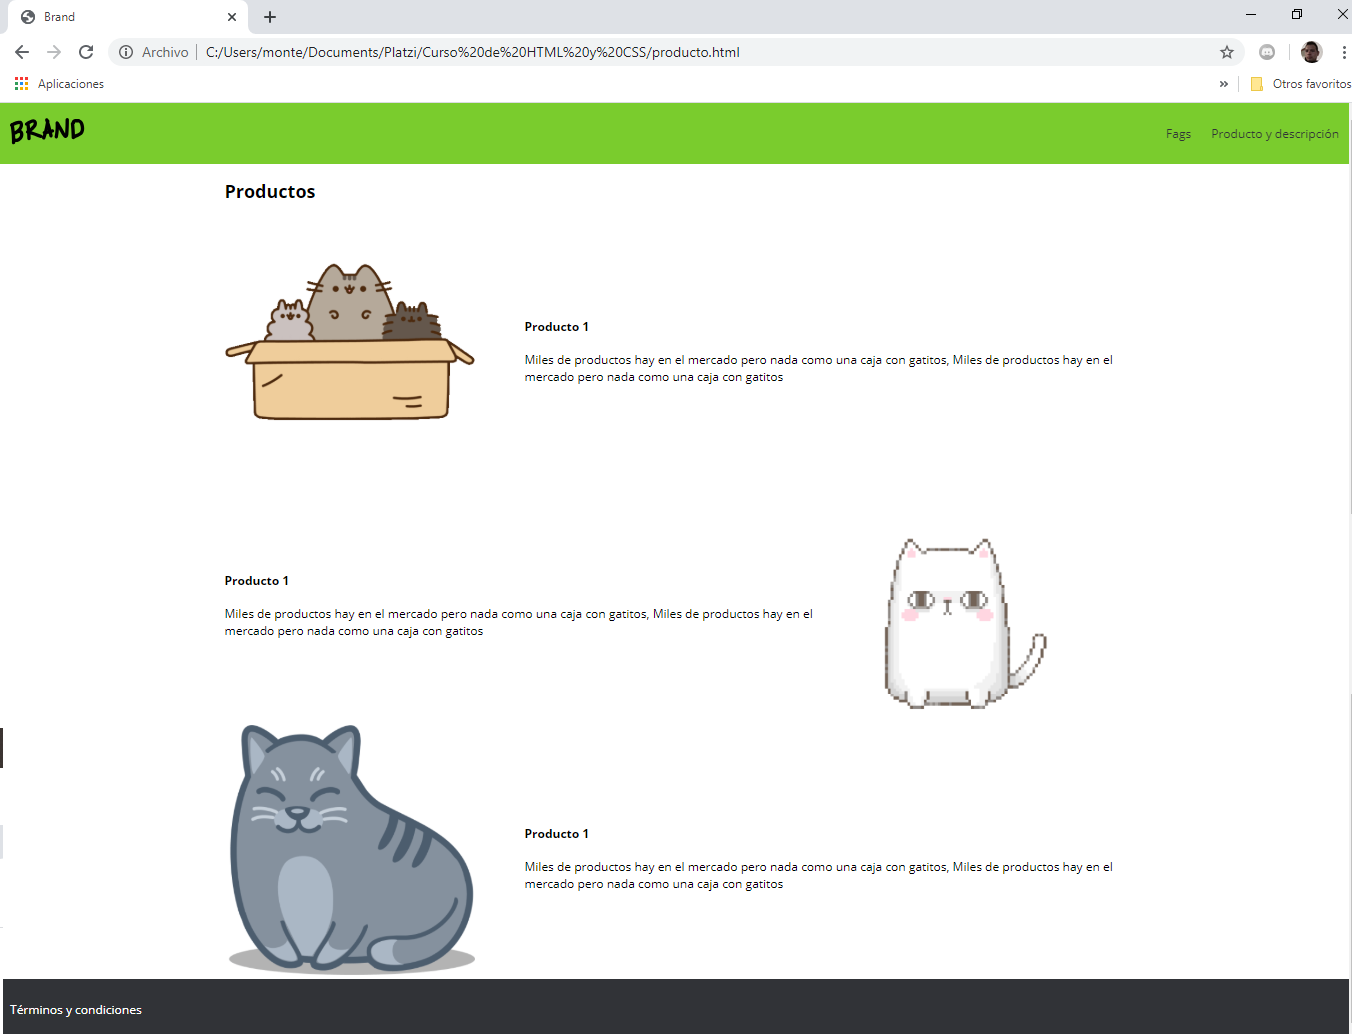 Brand
Archivo | C:/Users/monte/Documents/Platzi/Curso%20de%20HTML%20y%20CSS/producto.html
Aplicaciones
» Otros favoritos
BRAND
Fags Producto y descripción
Productos
Producto 1
Miles de productos hay en el mercado pero nada como una caja con gatitos, Miles de productos hay en el
mercado pero nada como una caja con gatitos
Producto 1
Miles de productos hay en el mercado pero nada como una caja con gatitos, Miles de productos hay en el
mercado pero nada como una caja con gatitos
Producto 1
Miles de productos hay en el mercado pero nada como una caja con gatitos, Miles de productos hay en el
mercado pero nada como una caja con gatitos
Términos y condiciones